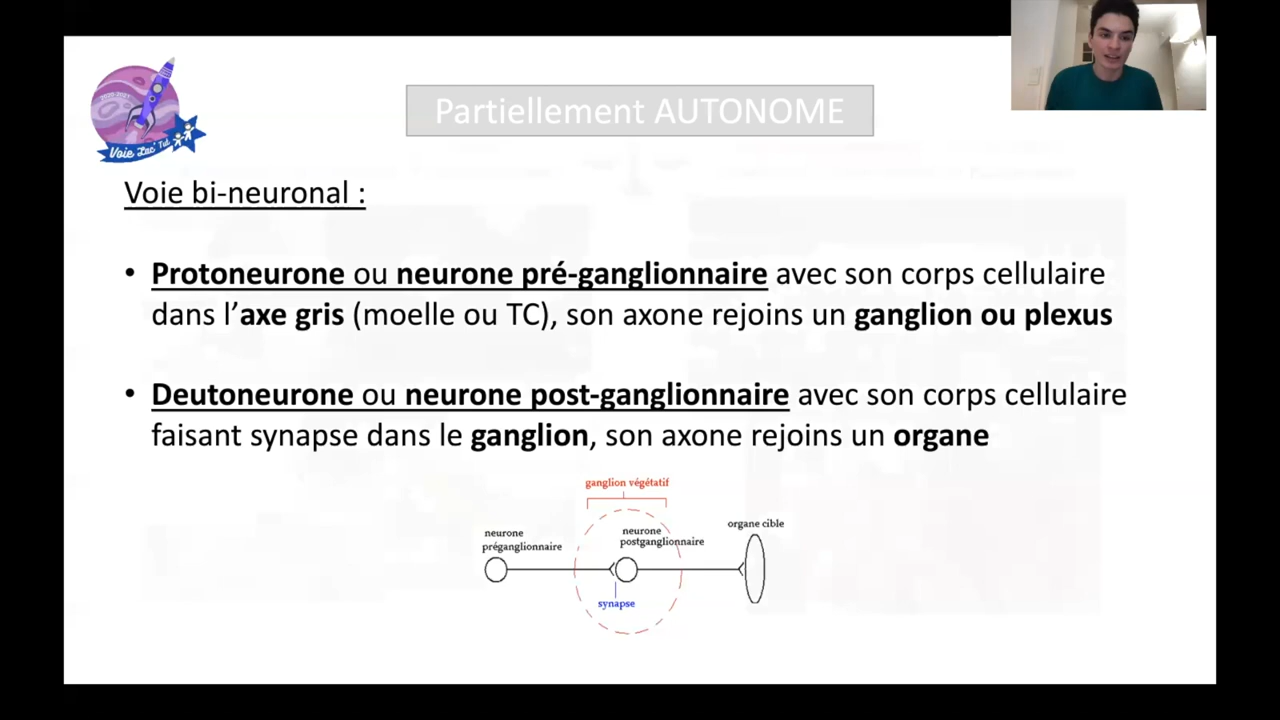 2020-2021
Voie Lac' Tut
Partiellement AUTONOME
Voie bi-neuronal :
• Protoneurone ou neurone pré-ganglionnaire avec son corps cellulaire
dans l’axe gris (moelle ou TC), son axone rejoins un ganglion ou plexus
• Deutoneurone ou neurone post-ganglionnaire avec son corps cellulaire
faisant synapse dans le ganglion, son axone rejoins un organe
ganglion végétatif
neurone
préganglionnaire
neurone
postganglionnaire
organe cible
synapse